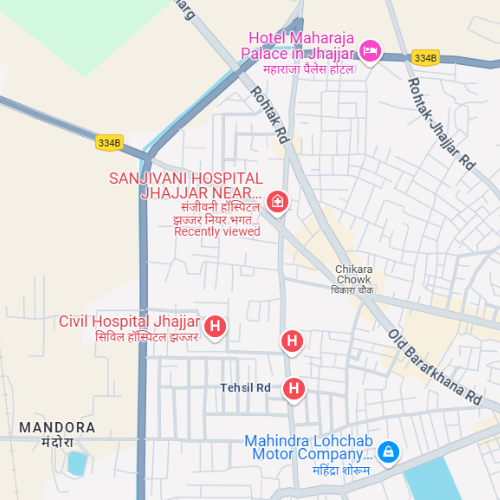 arg
Hotel Maharaja
Palace in Jhajjar
महाराजा पैलेस होटल
334B
Rohtak Rd
Rohtak-Jhajjar Rd
334B
SANJIVANI HOSPITAL
JHAJJAR NEAR...
संजीवनी हॉस्पिटल
झज्जर नियर भगत...
Recently viewed
Chikara
Chowk
चिकारा चौक
Civil Hospital Jhajjar
सिविल हॉस्पिटल झज्जर
H
H
Old Barafkhana Rd
Tehsil Rd
H
MANDORA
मंदोरा
Mahindra Lohchab
Motor Company...
महिंद्रा शोरूम